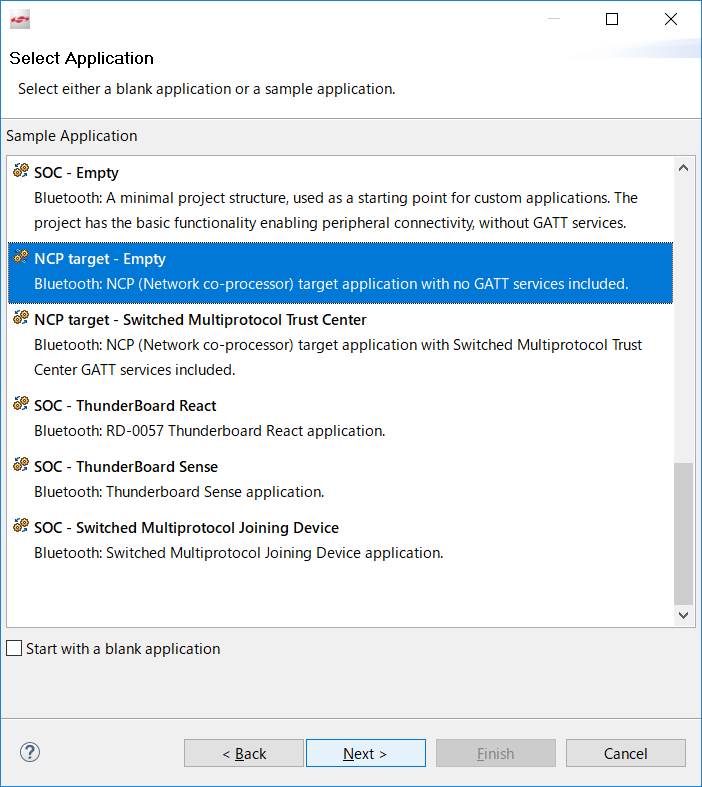 Select Application
Select either a blank application or a sample application.
Sample Application
SOC - Empty
Bluetooth: A minimal project structure, used as a starting point for custom applications. The
project has the basic functionality enabling peripheral connectivity, without GATT services.
NCP target - Empty
Bluetooth: NCP (Network co-processor) target application with no GATT services included.
NCP target - Switched Multiprotocol Trust Center
Bluetooth: NCP (Network co-processor) target application with Switched Multiprotocol Trust
Center GATT services included.
SOC - ThunderBoard React
Bluetooth: RD-0057 Thunderboard React application.
SOC - ThunderBoard Sense
Bluetooth: Thunderboard Sense application.
SOC - Switched Multiprotocol Joining Device
Bluetooth: Switched Multiprotocol Joining Device application.
Start with a blank application
? < Back Next > Finish Cancel